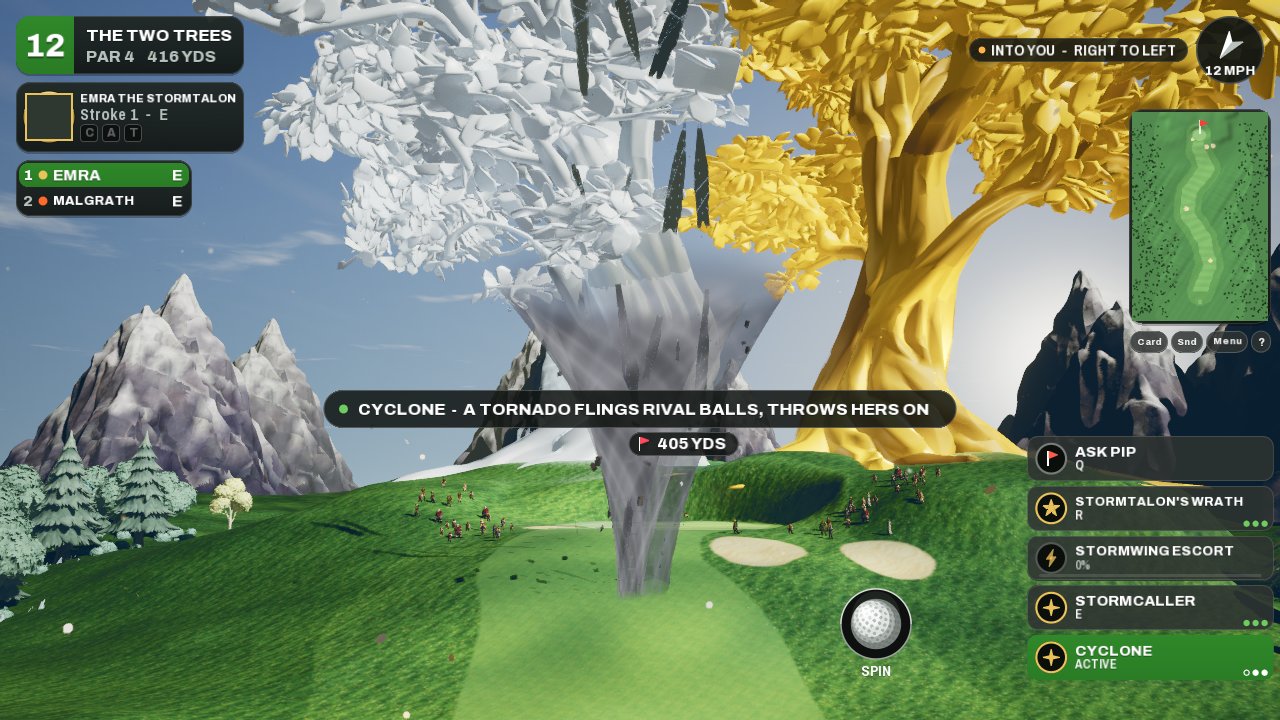 12
THE TWO TREES
PAR 4 416 YDS
EMRA THE STORMTALON
Stroke 1 - E
C A T
1 EMRA E
2 MALGRATH E
INTO YOU - RIGHT TO LEFT
12 MPH
Card Snd Menu ?
CYCLONE - A TORNADO FLINGS RIVAL BALLS, THROWS HERS ON
405 YDS
ASK PIP
Q
STORMTALON'S WRATH
R
STORMWING ESCORT
0%
STORMCALLER
E
CYCLONE
ACTIVE
SPIN